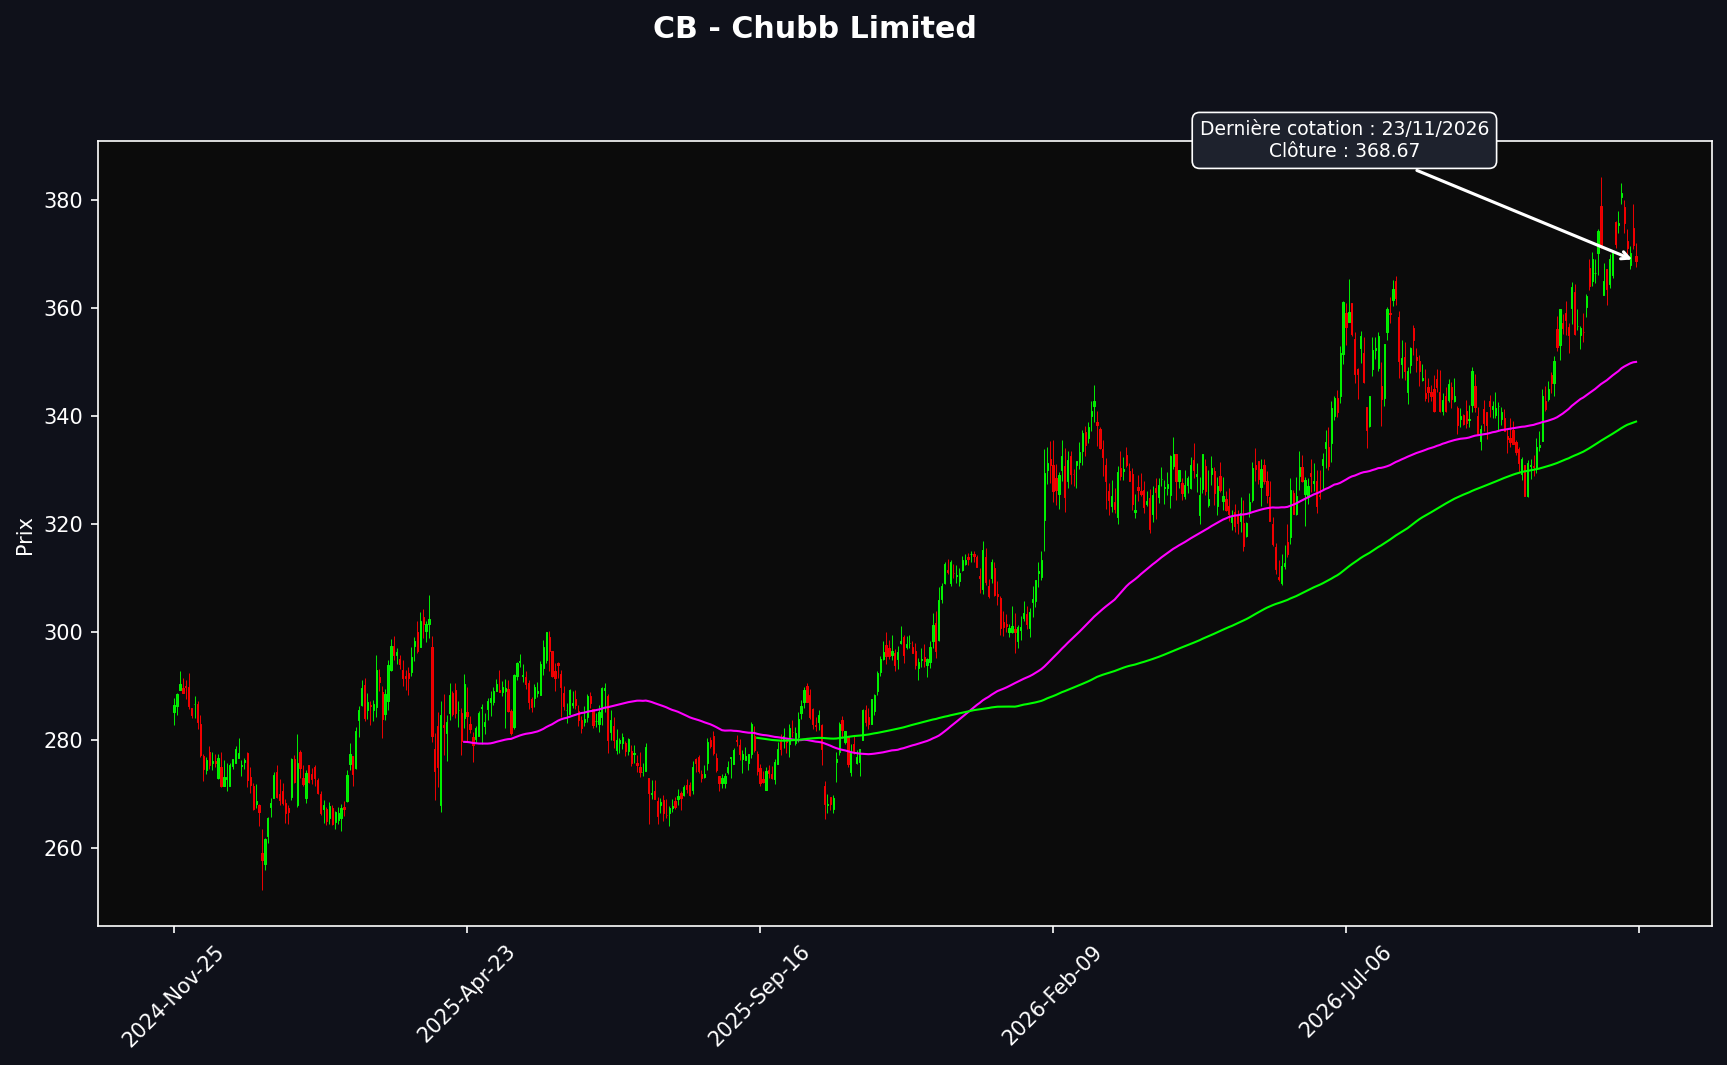 CB - Chubb Limited
Dernière cotation : 23/11/2026
Clôture : 368.67
380
360
340
320
300
280
260
Prix
2024-Nov-25
2025-Apr-23
2025-Sep-16
2026-Feb-09
2026-Jul-06